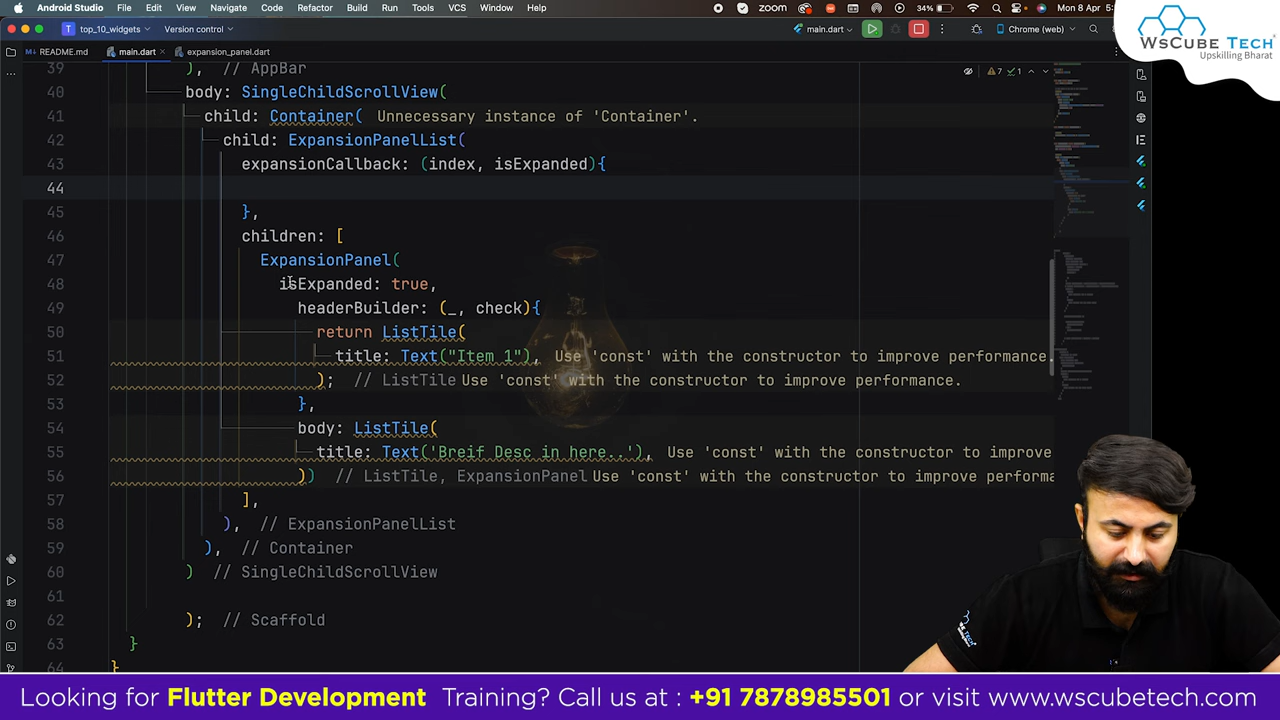 Android Studio File Edit View Navigate Code Refactor Build Run Tools VCS Window Help zoom 34% Mon 8 Apr 5:
T top_10_widgets Version control main.dart Chrome (web)
WsCube Tech
Upskilling Bharat
README.md main.dart expansion_panel.dart
39 ), // AppBar
7 1
40 body: SingleChildScrollView(
41 child: Container( Unnecessary instance of 'Container'.
42 child: ExpansionPanelList(
43 expansionCallback: (index, isExpanded){
44
45 },
46 children: [
47 ExpansionPanel(
48 isExpanded: true,
49 headerBuilder: (_, check){
50 return ListTile(
51 title: Text("Item 1"), Use 'const' with the constructor to improve performance.
52 ); // ListTile Use 'const' with the constructor to improve performance.
53 },
54 body: ListTile(
55 title: Text('Breif Desc in here..'), Use 'const' with the constructor to improve
56 )) // ListTile, ExpansionPanel Use 'const' with the constructor to improve performa
57 ],
58 ), // ExpansionPanelList
59 ), // Container
60 ) // SingleChildScrollView
61
62 ); // Scaffold
63 }
64 }
Looking for Flutter Development Training? Call us at : +91 7878985501 or visit www.wscubetech.com